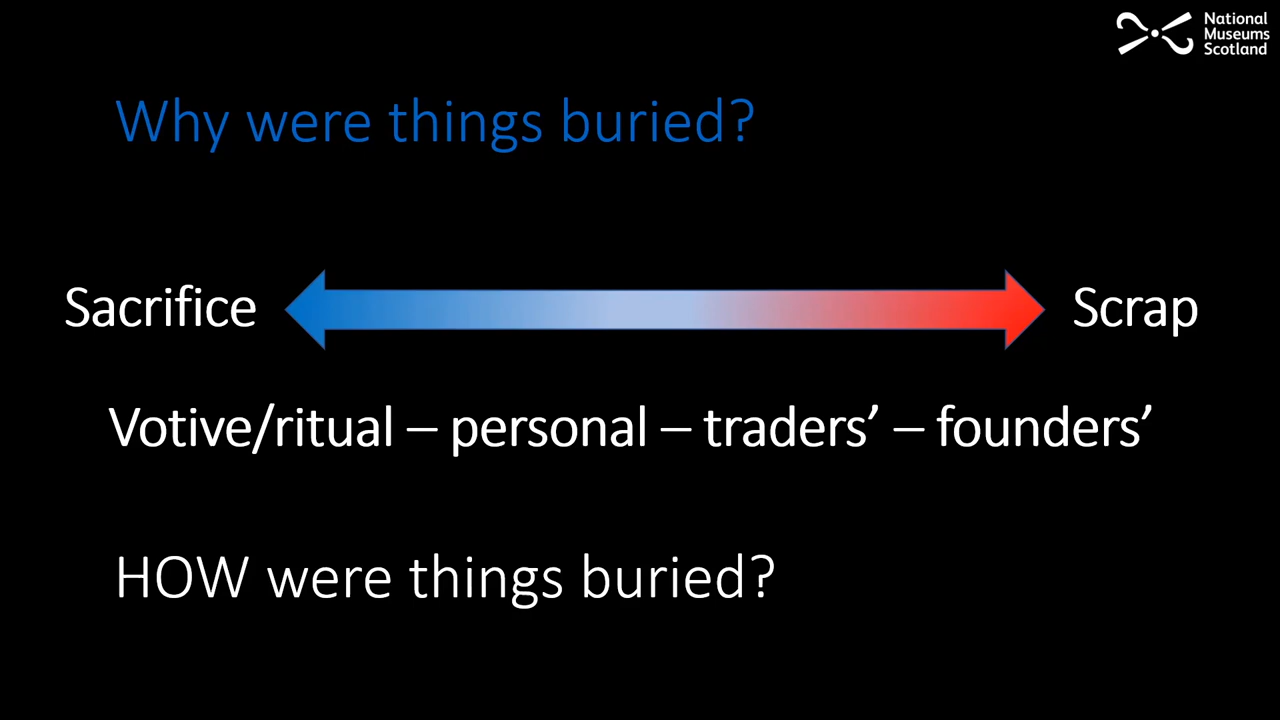 National
Museums
Scotland
Why were things buried?
Sacrifice
Scrap
Votive/ritual – personal – traders’ – founders’
HOW were things buried?